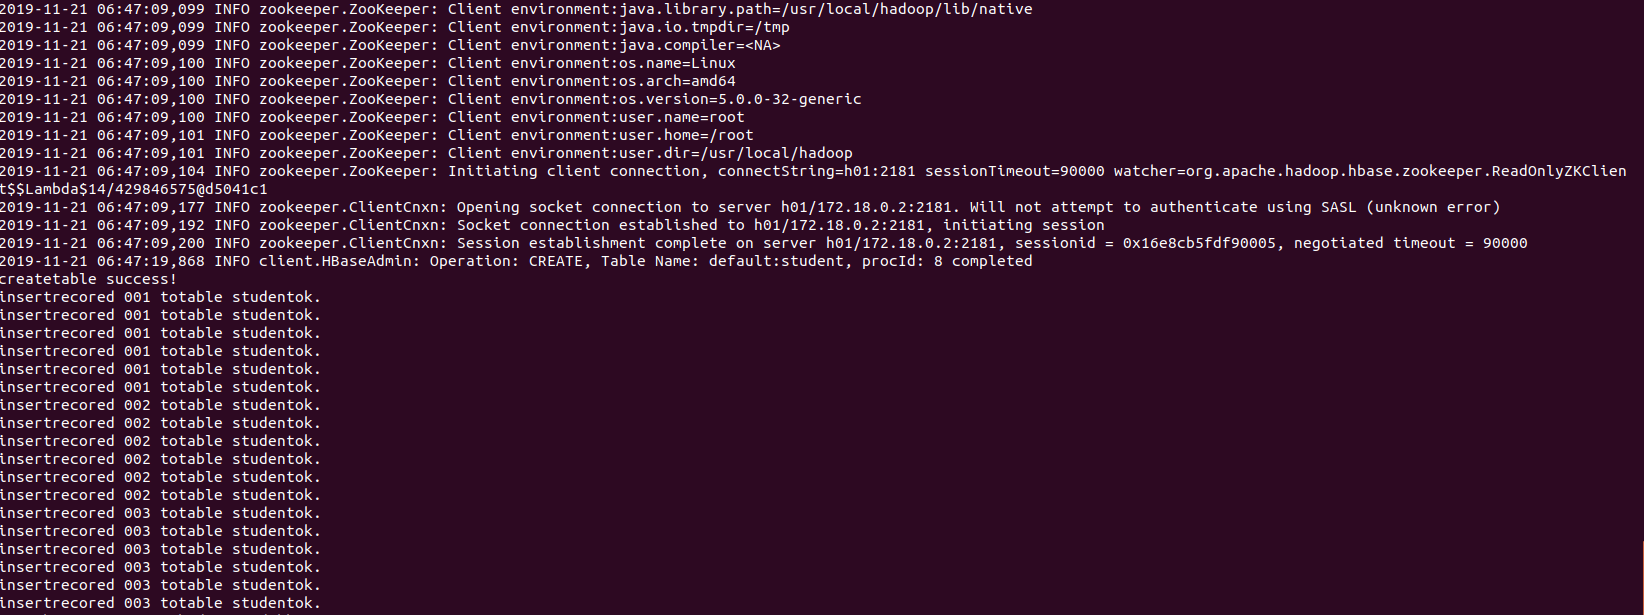 2019-11-21 06:47:09,099 INFO zookeeper.ZooKeeper: Client environment:java.library.path=/usr/local/hadoop/lib/native
2019-11-21 06:47:09,099 INFO zookeeper.ZooKeeper: Client environment:java.io.tmpdir=/tmp
2019-11-21 06:47:09,099 INFO zookeeper.ZooKeeper: Client environment:java.compiler=<NA>
2019-11-21 06:47:09,100 INFO zookeeper.ZooKeeper: Client environment:os.name=Linux
2019-11-21 06:47:09,100 INFO zookeeper.ZooKeeper: Client environment:os.arch=amd64
2019-11-21 06:47:09,100 INFO zookeeper.ZooKeeper: Client environment:os.version=5.0.0-32-generic
2019-11-21 06:47:09,100 INFO zookeeper.ZooKeeper: Client environment:user.name=root
2019-11-21 06:47:09,101 INFO zookeeper.ZooKeeper: Client environment:user.home=/root
2019-11-21 06:47:09,101 INFO zookeeper.ZooKeeper: Client environment:user.dir=/usr/local/hadoop
2019-11-21 06:47:09,104 INFO zookeeper.ZooKeeper: Initiating client connection, connectString=h01:2181 sessionTimeout=90000 watcher=org.apache.hadoop.hbase.zookeeper.ReadOnlyZKClien
t$$Lambda$14/429846575@d5041c1
2019-11-21 06:47:09,177 INFO zookeeper.ClientCnxn: Opening socket connection to server h01/172.18.0.2:2181. Will not attempt to authenticate using SASL (unknown error)
2019-11-21 06:47:09,192 INFO zookeeper.ClientCnxn: Socket connection established to h01/172.18.0.2:2181, initiating session
2019-11-21 06:47:09,200 INFO zookeeper.ClientCnxn: Session establishment complete on server h01/172.18.0.2:2181, sessionid = 0x16e8cb5fdf90005, negotiated timeout = 90000
2019-11-21 06:47:19,868 INFO client.HBaseAdmin: Operation: CREATE, Table Name: default:student, procId: 8 completed
createtable success!
insertrecored 001 totable studentok.
insertrecored 001 totable studentok.
insertrecored 001 totable studentok.
insertrecored 001 totable studentok.
insertrecored 001 totable studentok.
insertrecored 001 totable studentok.
insertrecored 002 totable studentok.
insertrecored 002 totable studentok.
insertrecored 002 totable studentok.
insertrecored 002 totable studentok.
insertrecored 002 totable studentok.
insertrecored 002 totable studentok.
insertrecored 003 totable studentok.
insertrecored 003 totable studentok.
insertrecored 003 totable studentok.
insertrecored 003 totable studentok.
insertrecored 003 totable studentok.
insertrecored 003 totable studentok.